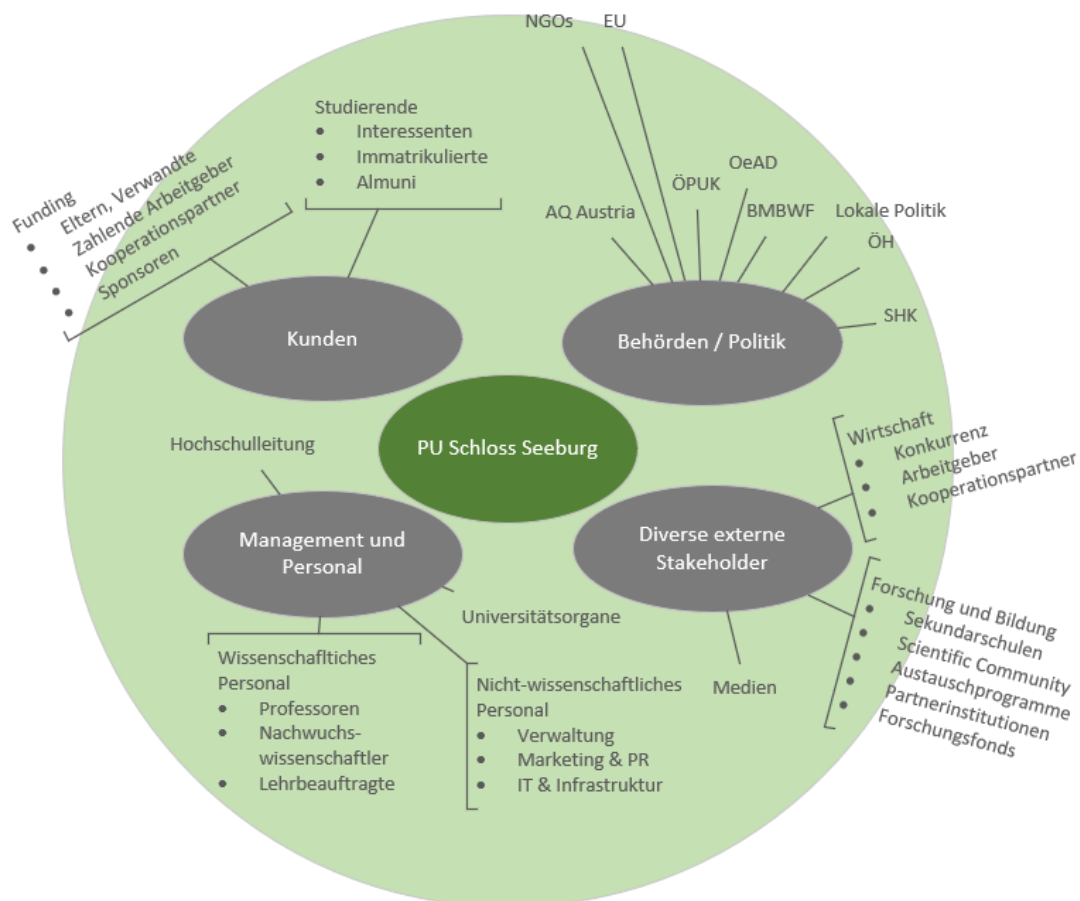 NGOs
EU
Studierende
• Interessenten
• Immatrikulierte
• Almuni
Funding
• Eltern, Verwandte
• Zahlende Arbeitgeber
• Kooperationspartner
• Sponsoren
AQ Austria
ÖPUK
OeAD
BMBWF
Lokale Politik
ÖH
SHK
Kunden
Behörden / Politik
PU Schloss Seeburg
Hochschulleitung
Management und
Personal
Universitätsorgane
Wissenschafltiches
Personal
• Professoren
• Nachwuchs-
wissenschaftler
• Lehrbeauftragte
Nicht-wissenschaftliches
Personal
• Verwaltung
• Marketing & PR
• IT & Infrastruktur
Diverse externe
Stakeholder
Medien
Wirtschaft
• Konkurrenz
• Arbeitgeber
• Kooperationspartner
Forschung und Bildung
• Sekundarschulen
• Scientific Community
• Austauschprogramme
• Partnerinstitutionen
• Forschungsfonds